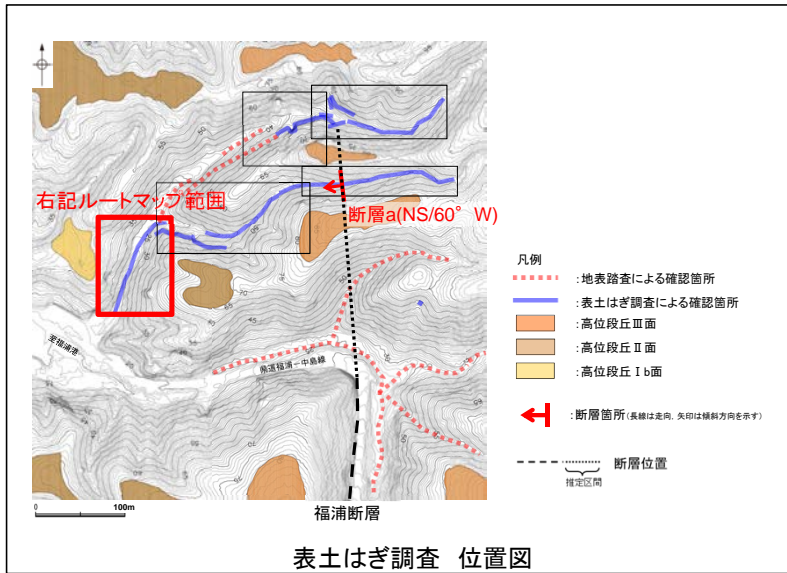 右記ルートマップ範囲
断層a(NS/60°W)
至福浦港
県道福浦-中島線
0 100m
福浦断層
凡例
:地表踏査による確認箇所
:表土はぎ調査による確認箇所
:高位段丘Ⅲ面
:高位段丘Ⅱ面
:高位段丘Ⅰb面
:断層箇所(長線は走向、矢印は傾斜方向を示す)
断層位置
推定区間
表土はぎ調査 位置図